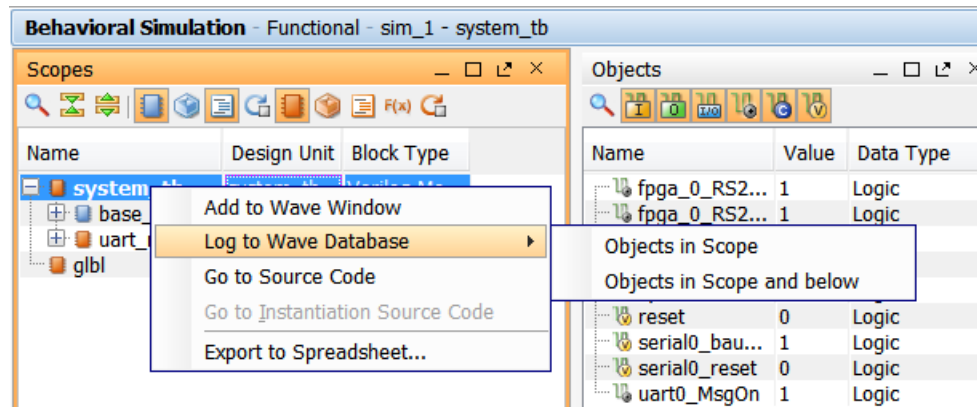 Behavioral Simulation - Functional - sim_1 - system_tb
Scopes
F(x)
Name Design Unit Block Type
system_tb system_tb Verilog Mo...
base_
uart_
glbl
Add to Wave Window
Log to Wave Database
Go to Source Code
Go to Instantiation Source Code
Export to Spreadsheet...
Objects in Scope
Objects in Scope and below
Objects
I O I/O C V
Name Value Data Type
fpga_0_RS2... 1 Logic
fpga_0_RS2... 1 Logic
reset 0 Logic
serial0_bau... 1 Logic
serial0_reset 0 Logic
uart0_MsgOn 1 Logic